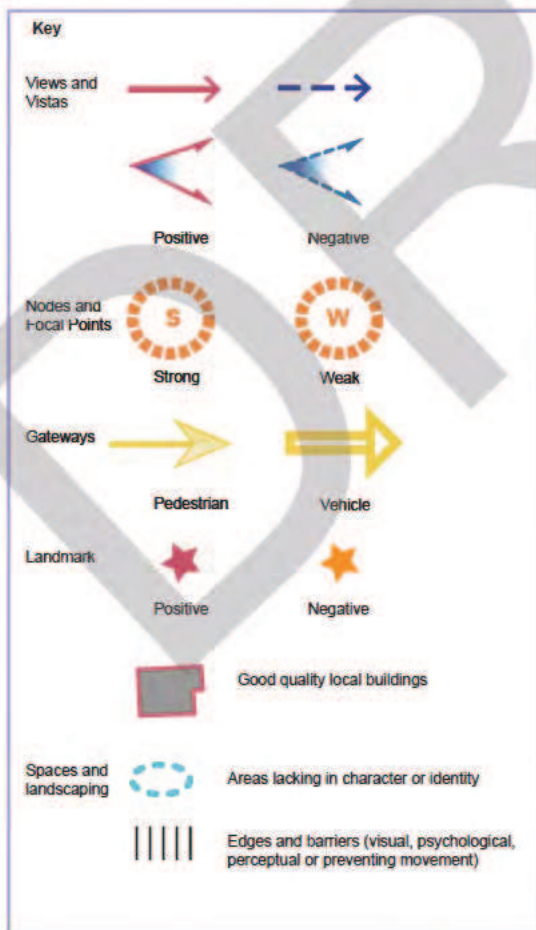 Key
Views and
Vistas
Positive Negative
Nodes and
Focal Points
S W
Strong Weak
Gateways
Pedestrian Vehicle
Landmark
Positive Negative
Good quality local buildings
Spaces and
landscaping
Areas lacking in character or identity
Edges and barriers (visual, psychological,
perceptual or preventing movement)